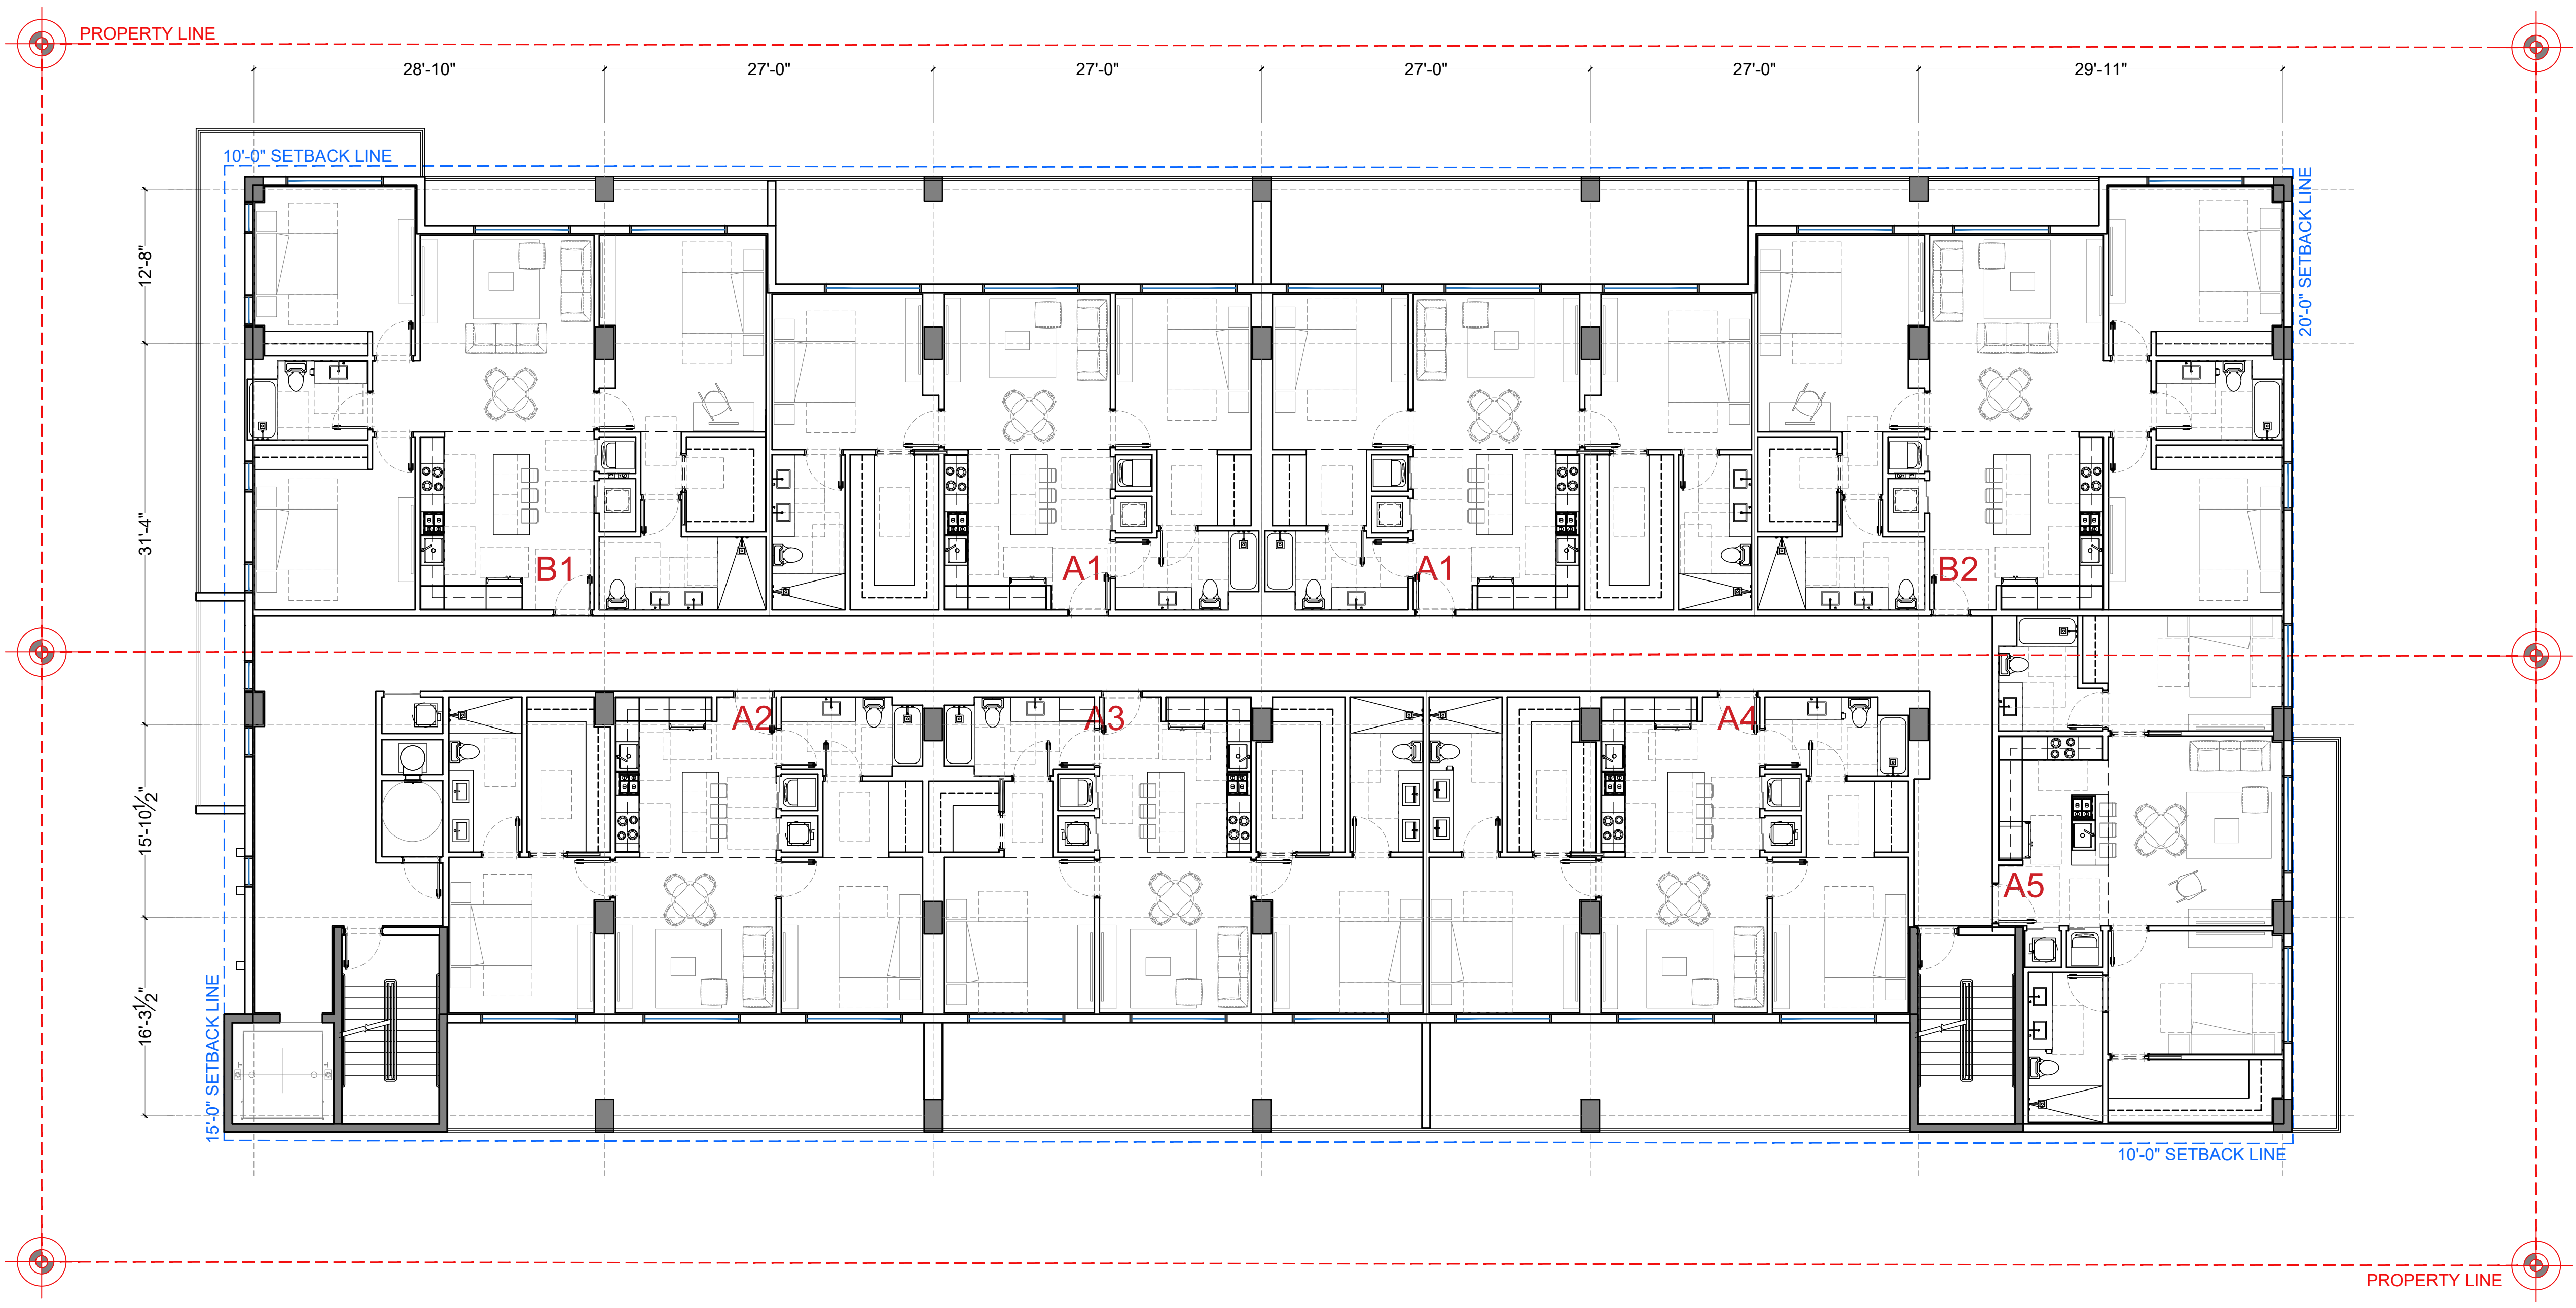 PROPERTY LINE
28'-10"
27'-0"
27'-0"
27'-0"
27'-0"
29'-11"
10'-0" SETBACK LINE
20'-0" SETBACK LINE
12'-8"
31'-4"
B1
A1
A1
B2
A2
A3
A4
15'-10½"
A5
16'-3½"
15'-0" SETBACK LINE
10'-0" SETBACK LINE
PROPERTY LINE